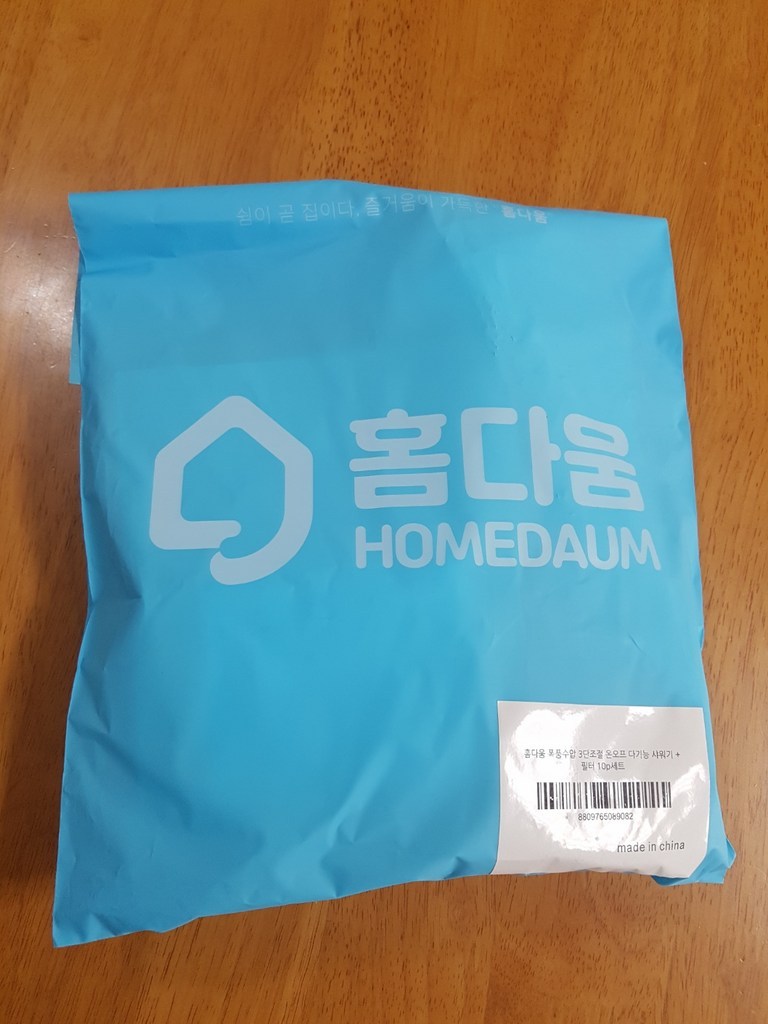 쉼이 곧 집이다, 즐거움이 가득한 홈다움
홈다움
HOMEDAUM
홈다움 폭풍수압 3단조절 온오프 다기능 샤워기 +
필터 10p세트
8809765089082
made in china